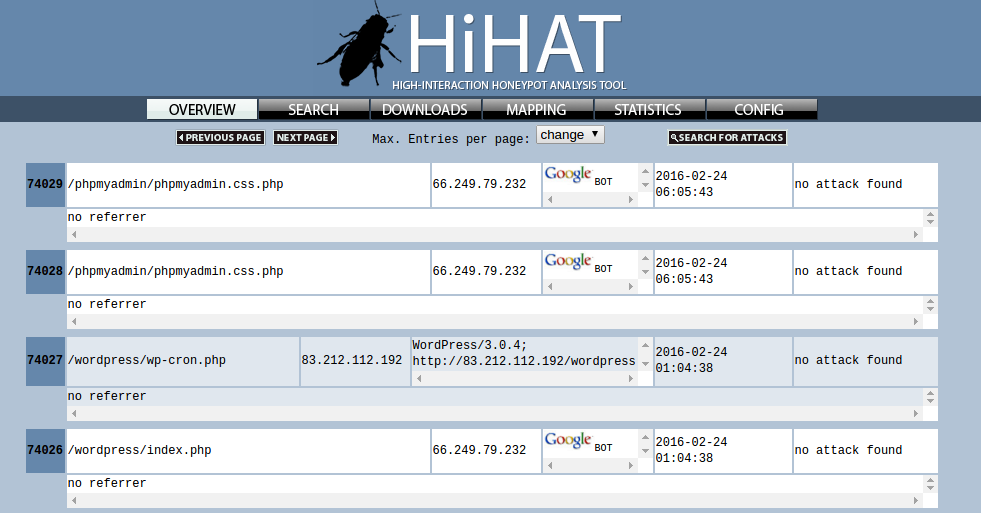 HiHAT
HIGH-INTERACTION HONEYPOT ANALYSIS TOOL
OVERVIEW SEARCH DOWNLOADS MAPPING STATISTICS CONFIG
PREVIOUS PAGE NEXT PAGE Max. Entries per page: change SEARCH FOR ATTACKS
74029 /phpmyadmin/phpmyadmin.css.php 66.249.79.232 Google BOT 2016-02-24
06:05:43 no attack found
no referrer
74028 /phpmyadmin/phpmyadmin.css.php 66.249.79.232 Google BOT 2016-02-24
06:05:43 no attack found
no referrer
74027 /wordpress/wp-cron.php 83.212.112.192 WordPress/3.0.4;
http://83.212.112.192/wordpress 2016-02-24
01:04:38 no attack found
no referrer
74026 /wordpress/index.php 66.249.79.232 Google BOT 2016-02-24
01:04:38 no attack found
no referrer